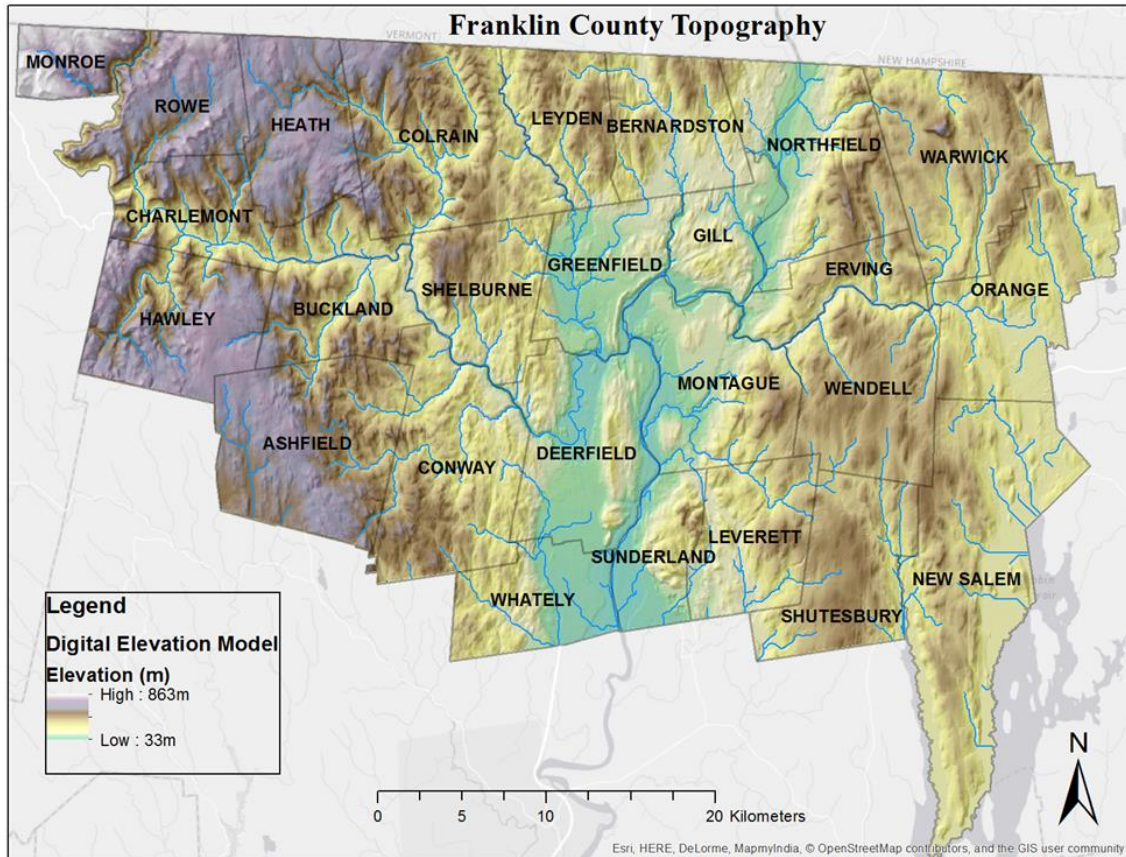 Franklin County Topography
VERMONT
NEW HAMPSHIRE
MONROE
ROWE
HEATH
COLRAIN
LEYDEN
BERNARDSTON
NORTHFIELD
WARWICK
CHARLEMONT
GILL
GREENFIELD
ERVING
SHELBURNE
ORANGE
BUCKLAND
HAWLEY
MONTAGUE
WENDELL
ASHFIELD
DEERFIELD
CONWAY
LEVERETT
SUNDERLAND
NEW SALEM
WHATELY
SHUTESBURY
Legend
Digital Elevation Model
Elevation (m)
High : 863m
Low : 33m
N
0 5 10 20 Kilometers
Esri, HERE, DeLorme, MapmyIndia, © OpenStreetMap contributors, and the GIS user community